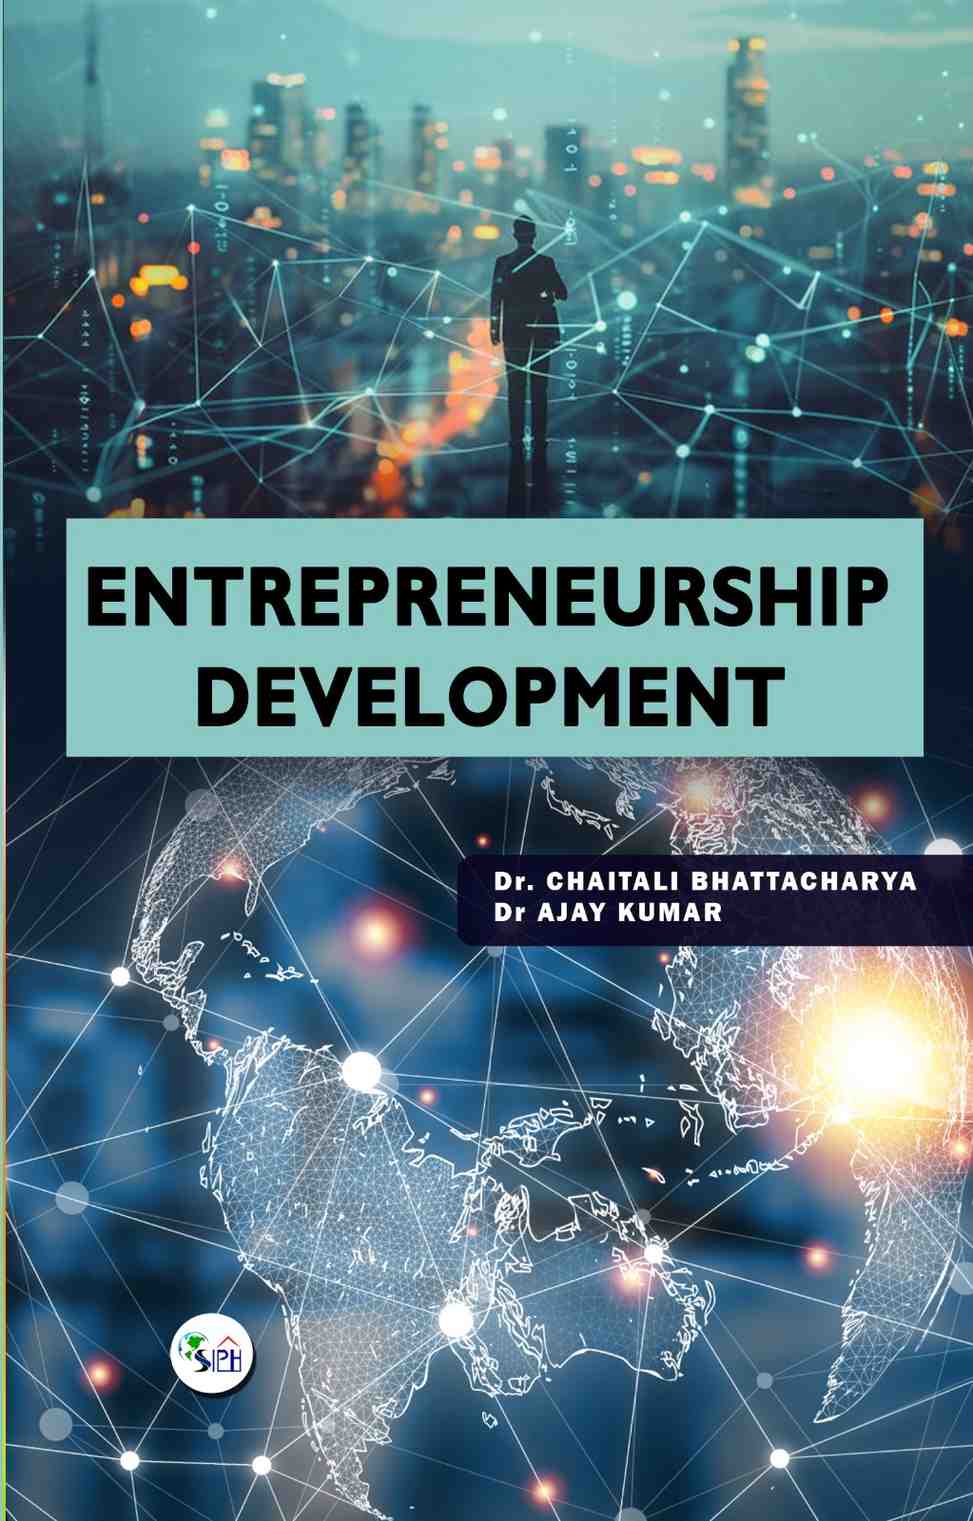 ENTREPRENEURSHIP
DEVELOPMENT
Dr. CHAITALI BHATTACHARYA
Dr AJAY KUMAR
SIPH